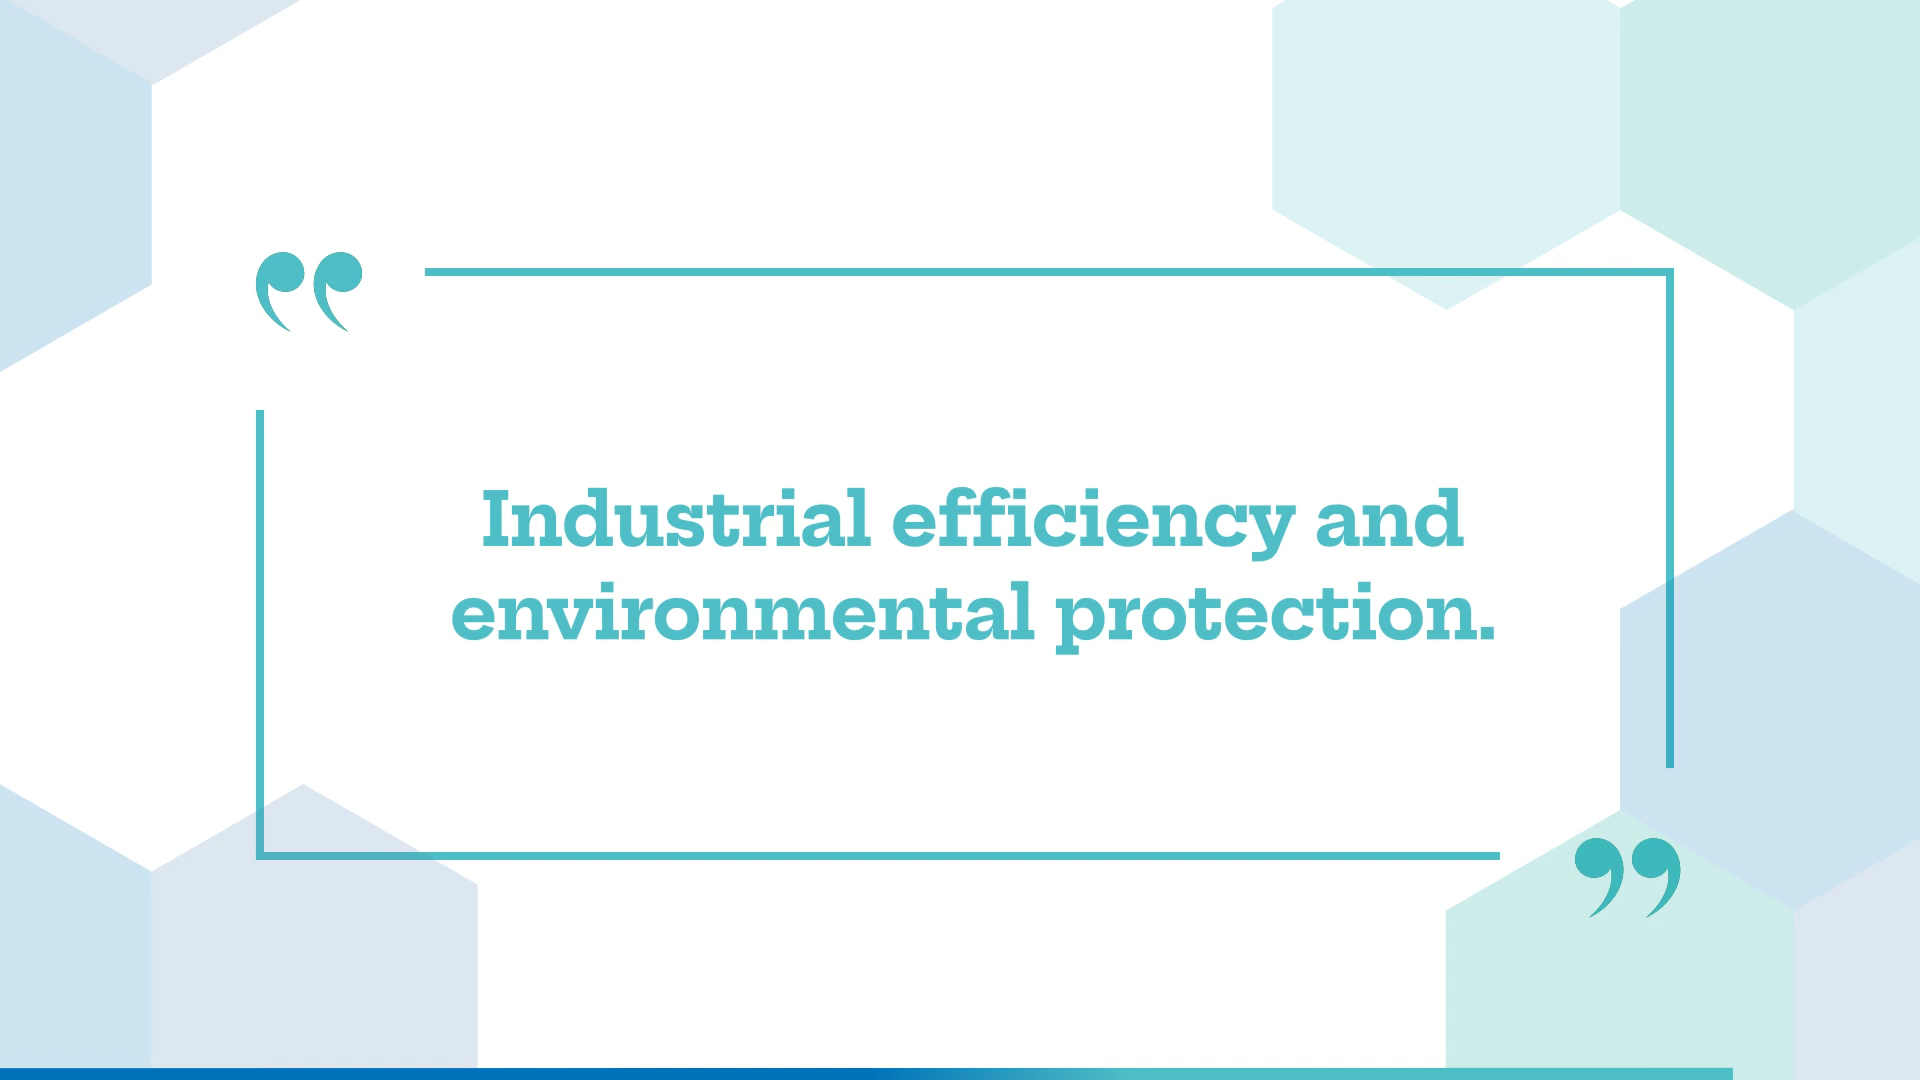 “
Industrial efficiency and
environmental protection.
”